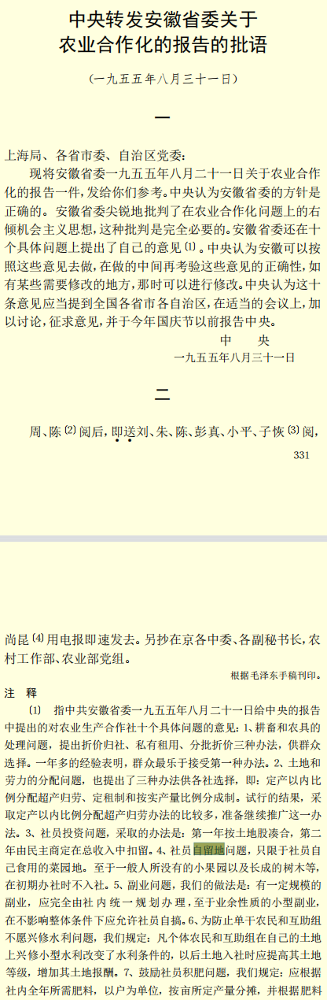 中央转发安徽省委关于
农业合作化的报告的批语
（一九五五年八月三十一日）
一
上海局、各省市委、自治区党委：
现将安徽省委一九五五年八月二十一日关于农业合作
化的报告一件，发给你们参考。中央认为安徽省委的方针是
正确的。安徽省委尖锐地批判了在农业合作化问题上的右
倾机会主义思想，这种批判是完全必要的。安徽省委还在十
个具体问题上提出了自己的意见〔1〕。中央认为安徽可以按
照这些意见去做，在做的中间再考验这些意见的正确性，如
有某些需要修改的地方，那时可以进行修改。中央认为这十
条意见应当提到全国各省市各自治区，在适当的会议上，加
以讨论，征求意见，并于今年国庆节以前报告中央。
中　央
一九五五年八月三十一日
二
周、陈〔2〕阅后，即送刘、朱、陈、彭真、小平、子恢〔3〕阅，
331
尚昆〔4〕用电报即速发去。另抄在京各中委、各副秘书长，农
村工作部、农业部党组。
根据毛泽东手稿刊印。
注　释
〔1〕 指中共安徽省委一九五五年八月二十一日给中央的报告
中提出的对农业生产合作社十个具体问题的意见：1、耕畜和农具的
处理问题，提出折价归社、私有租用、分批折价三种办法，供群众
选择。一年多的经验表明，群众最乐于接受第一种办法。2、土地和
劳力的分配问题，也提出了三种办法供各社选择，即：定产以内比
例分配超产归劳、定租制和按实产量比例分成制。试行的结果，采
取定产以内比例分配超产归劳办法的比较多，准备继续推广这一办
法。3、社员投资问题，采取的办法是：第一年按土地股凑合，第二
年由民主商定在总收入中扣留。4、社员自留地问题，只限于社员自
己食用的菜园地。至于一般人所没有的小果园以及长成的树木等，
在初期办社时不入社。5、副业问题，我们的做法是：有一定规模的
副业，应完全由社内统一规划办理，至于业余性质的小型副业，
在不影响整体条件下应允许社员自搞。6、为防止单干农民和互助组
不愿兴修水利问题，我们规定：凡个体农民和互助组在自己的土地
上兴修小型水利改变了水利条件的，以后土地入社时应提高其土地
等级，增加其土地报酬。7、鼓励社员积肥问题，我们规定：应根据
社内全年所需肥料，以户为单位，按亩所定产量分摊，并根据肥料